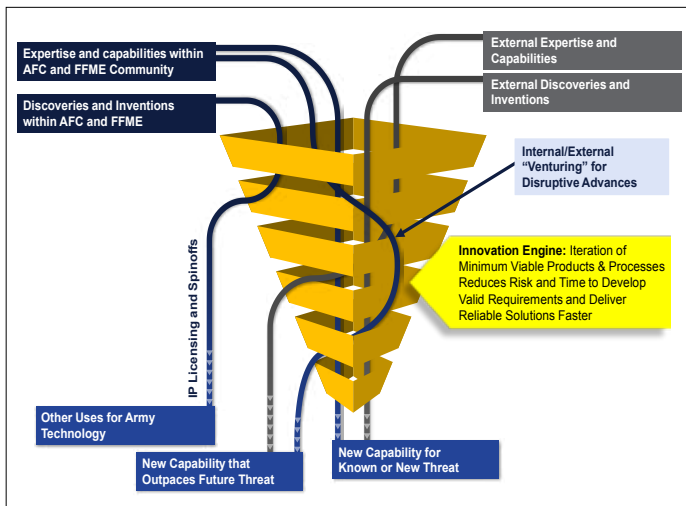 Expertise and capabilities within
AFC and FFME Community
External Expertise and
Capabilities
Discoveries and Inventions
within AFC and FFME
External Discoveries and
Inventions
Internal/External
“Venturing” for
Disruptive Advances
Innovation Engine: Iteration of
Minimum Viable Products & Processes
Reduces Risk and Time to Develop
Valid Requirements and Deliver
Reliable Solutions Faster
IP Licensing and Spinoffs
Other Uses for Army
Technology
New Capability that
Outpaces Future Threat
New Capability for
Known or New Threat